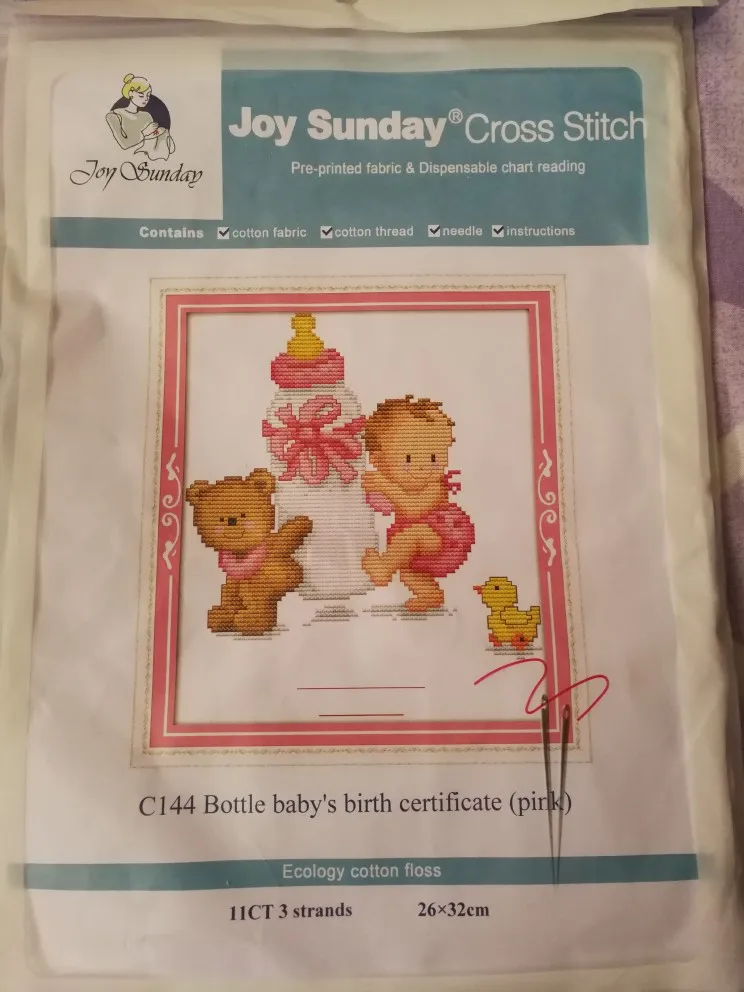 Joy Sunday® Cross Stitch
Joy Sunday
Pre-printed fabric & Dispensable chart reading
Contains ☑ cotton fabric ☑ cotton thread ☑ needle ☑ instructions
C144 Bottle baby's birth certificate (pink)
Ecology cotton floss
11CT 3 strands 26×32cm